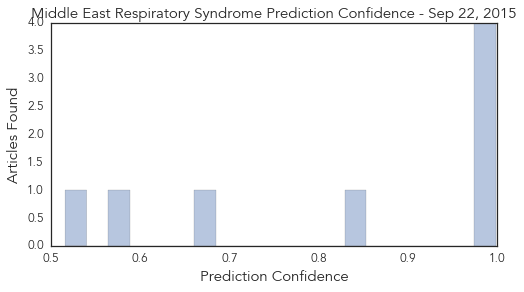 Middle East Respiratory Syndrome Prediction Confidence - Sep 22, 2015
4.0
3.5
3.0
2.5
2.0
1.5
1.0
0.5
0.0
Articles Found
0.5 0.6 0.7 0.8 0.9 1.0
Prediction Confidence